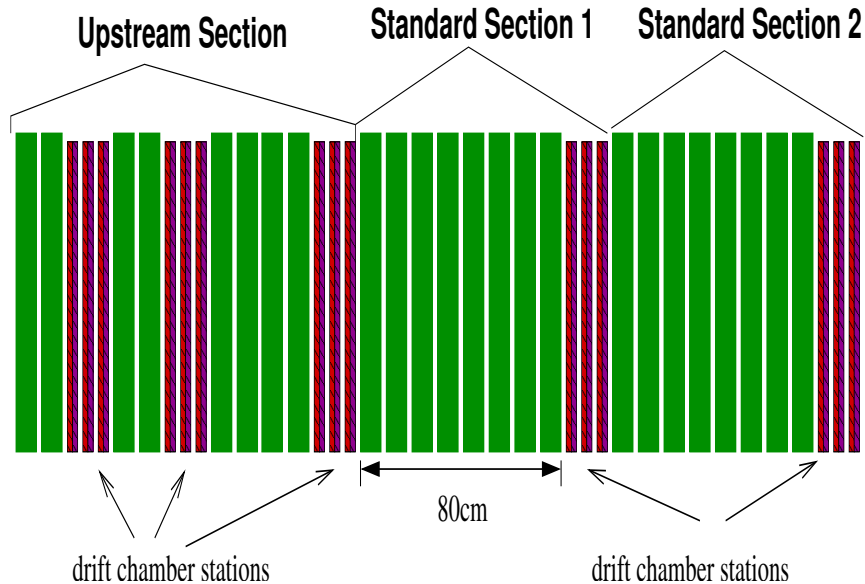 Upstream Section
Standard Section 1
Standard Section 2
80cm
drift chamber stations
drift chamber stations